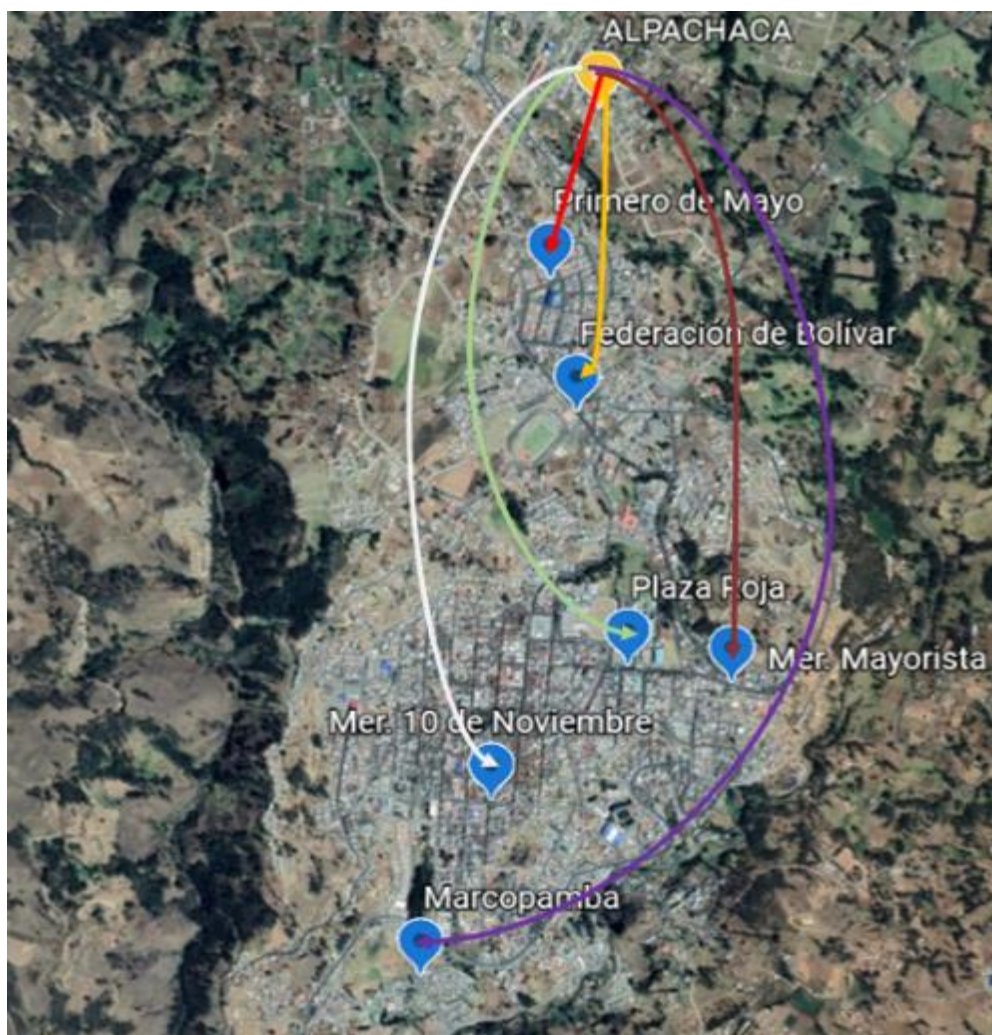 ALPACHACA
Primero de Mayo
Federación de Bolívar
Plaza Roja
Mer. Mayorista
Mer. 10 de Noviembre
Marcopamba